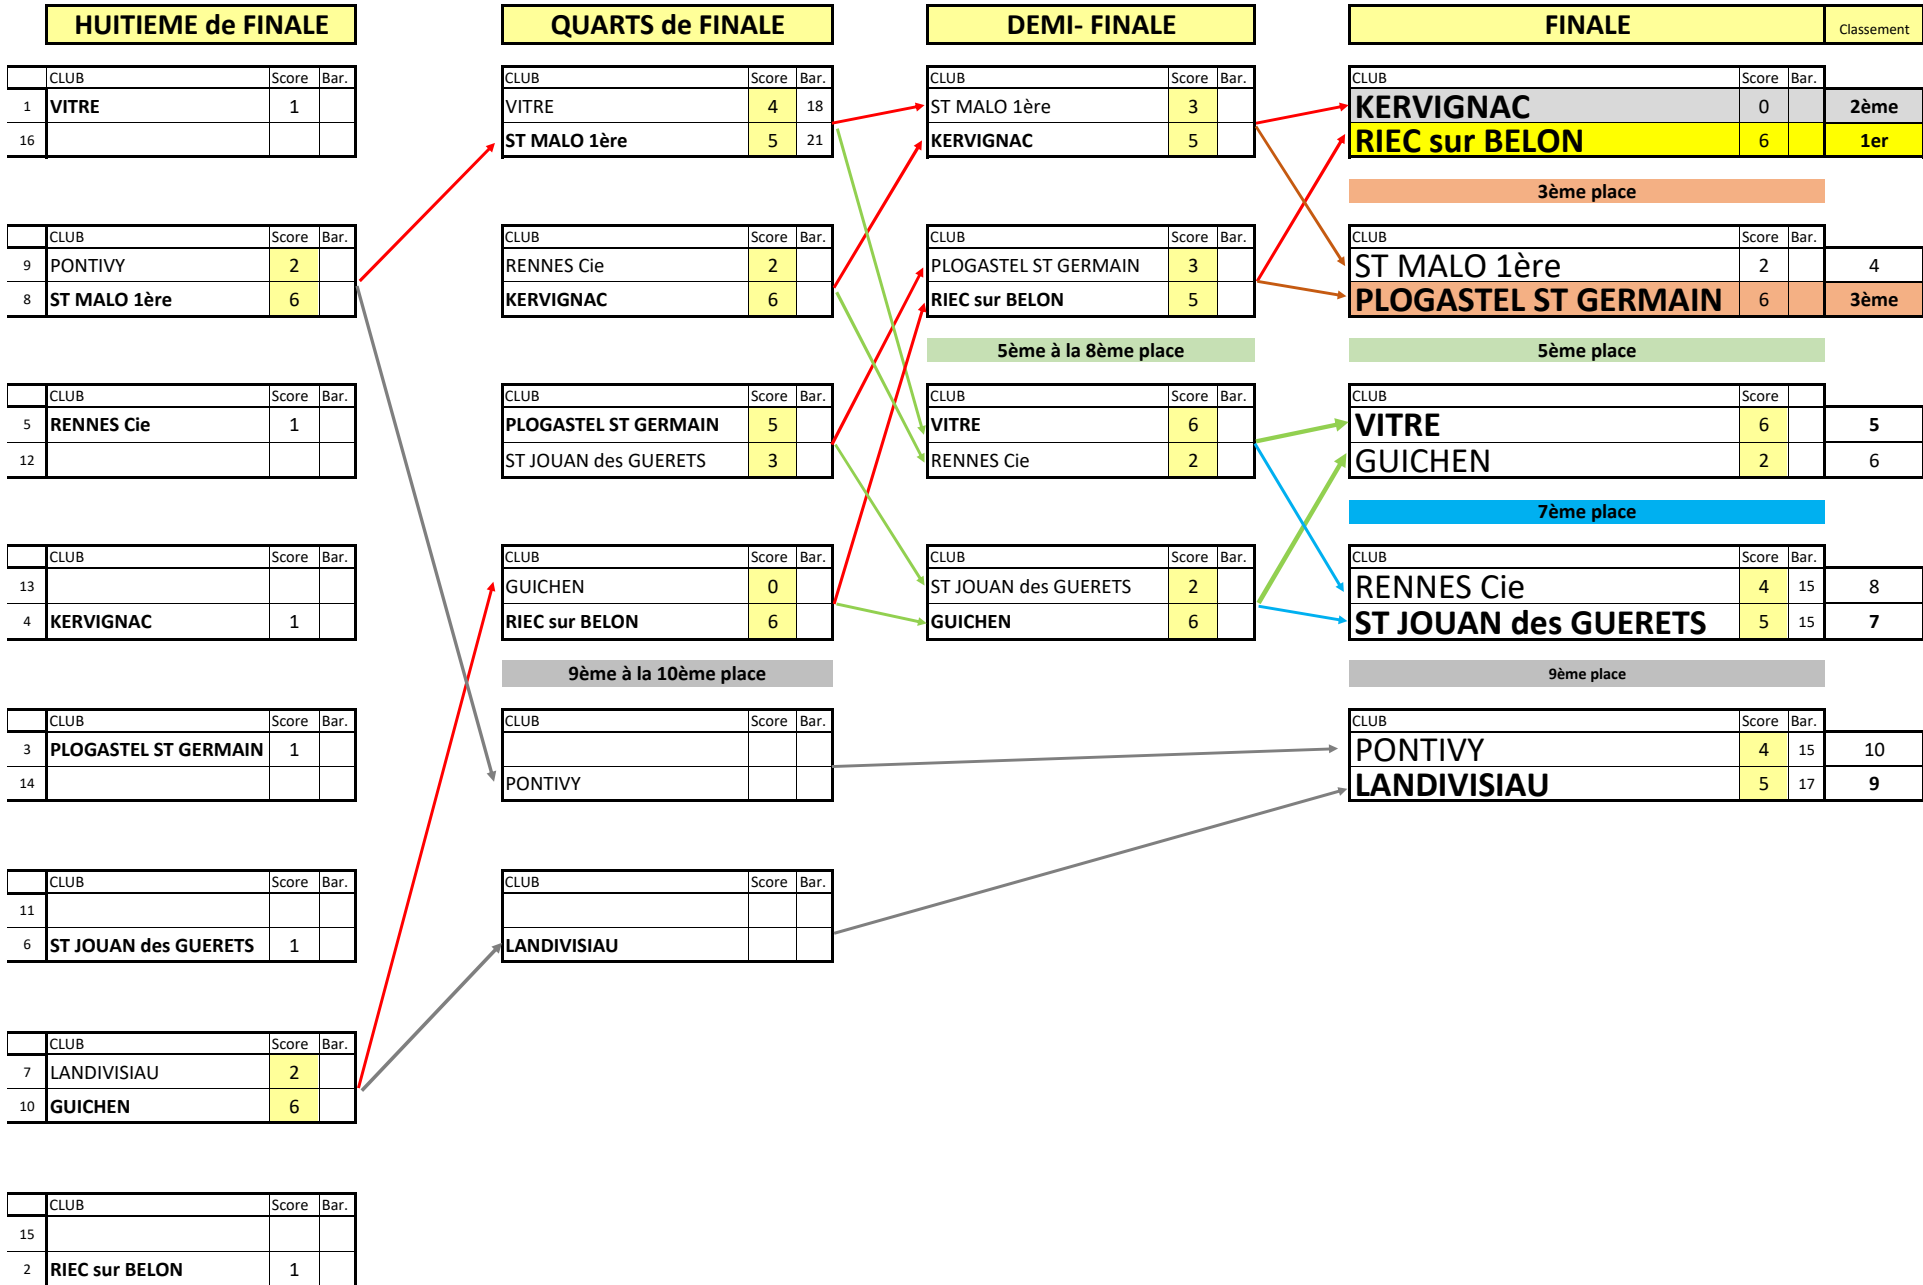 HUITIEME de FINALE
CLUB Score Bar.
1 VITRE 1
16
CLUB Score Bar.
9 PONTIVY 2
8 ST MALO 1ère 6
CLUB Score Bar.
5 RENNES Cie 1
12
CLUB Score Bar.
13
4 KERVIGNAC 1
CLUB Score Bar.
3 PLOGASTEL ST GERMAIN 1
14
CLUB Score Bar.
11
6 ST JOUAN des GUERETS 1
CLUB Score Bar.
7 LANDIVISIAU 2
10 GUICHEN 6
CLUB Score Bar.
15
2 RIEC sur BELON 1
QUARTS de FINALE
CLUB Score Bar.
VITRE 4 18
ST MALO 1ère 5 21
CLUB Score Bar.
RENNES Cie 2
KERVIGNAC 6
CLUB Score Bar.
PLOGASTEL ST GERMAIN 5
ST JOUAN des GUERETS 3
CLUB Score Bar.
GUICHEN 0
RIEC sur BELON 6
9ème à la 10ème place
CLUB Score Bar.
PONTIVY
CLUB Score Bar.
LANDIVISIAU
DEMI- FINALE
CLUB Score Bar.
ST MALO 1ère 3
KERVIGNAC 5
CLUB Score Bar.
PLOGASTEL ST GERMAIN 3
RIEC sur BELON 5
5ème à la 8ème place
CLUB Score Bar.
VITRE 6
RENNES Cie 2
CLUB Score Bar.
ST JOUAN des GUERETS 2
GUICHEN 6
FINALE Classement
CLUB Score Bar.
KERVIGNAC 0 2ème
RIEC sur BELON 6 1er
3ème place
CLUB Score Bar.
ST MALO 1ère 2 4
PLOGASTEL ST GERMAIN 6 3ème
5ème place
CLUB Score
VITRE 6 5
GUICHEN 2 6
7ème place
CLUB Score Bar.
RENNES Cie 4 15 8
ST JOUAN des GUERETS 5 15 7
9ème place
CLUB Score Bar.
PONTIVY 4 15 10
LANDIVISIAU 5 17 9